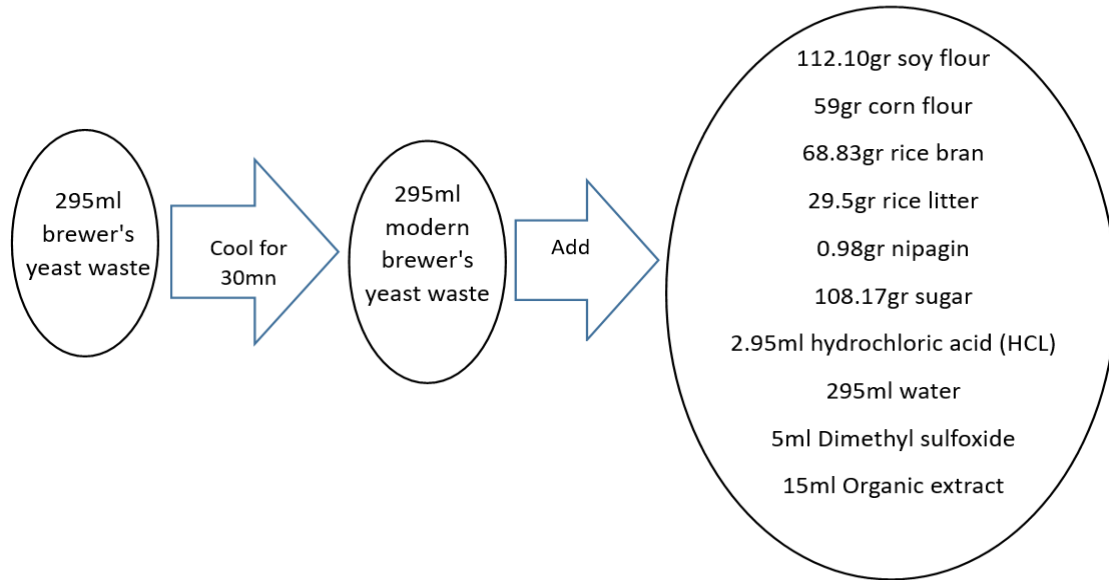 295ml
brewer's
yeast waste
Cool for
30mn
295ml
modern
brewer's
yeast waste
Add
112.10gr soy flour
59gr corn flour
68.83gr rice bran
29.5gr rice litter
0.98gr nipagin
108.17gr sugar
2.95ml hydrochloric acid (HCL)
295ml water
5ml Dimethyl sulfoxide
15ml Organic extract